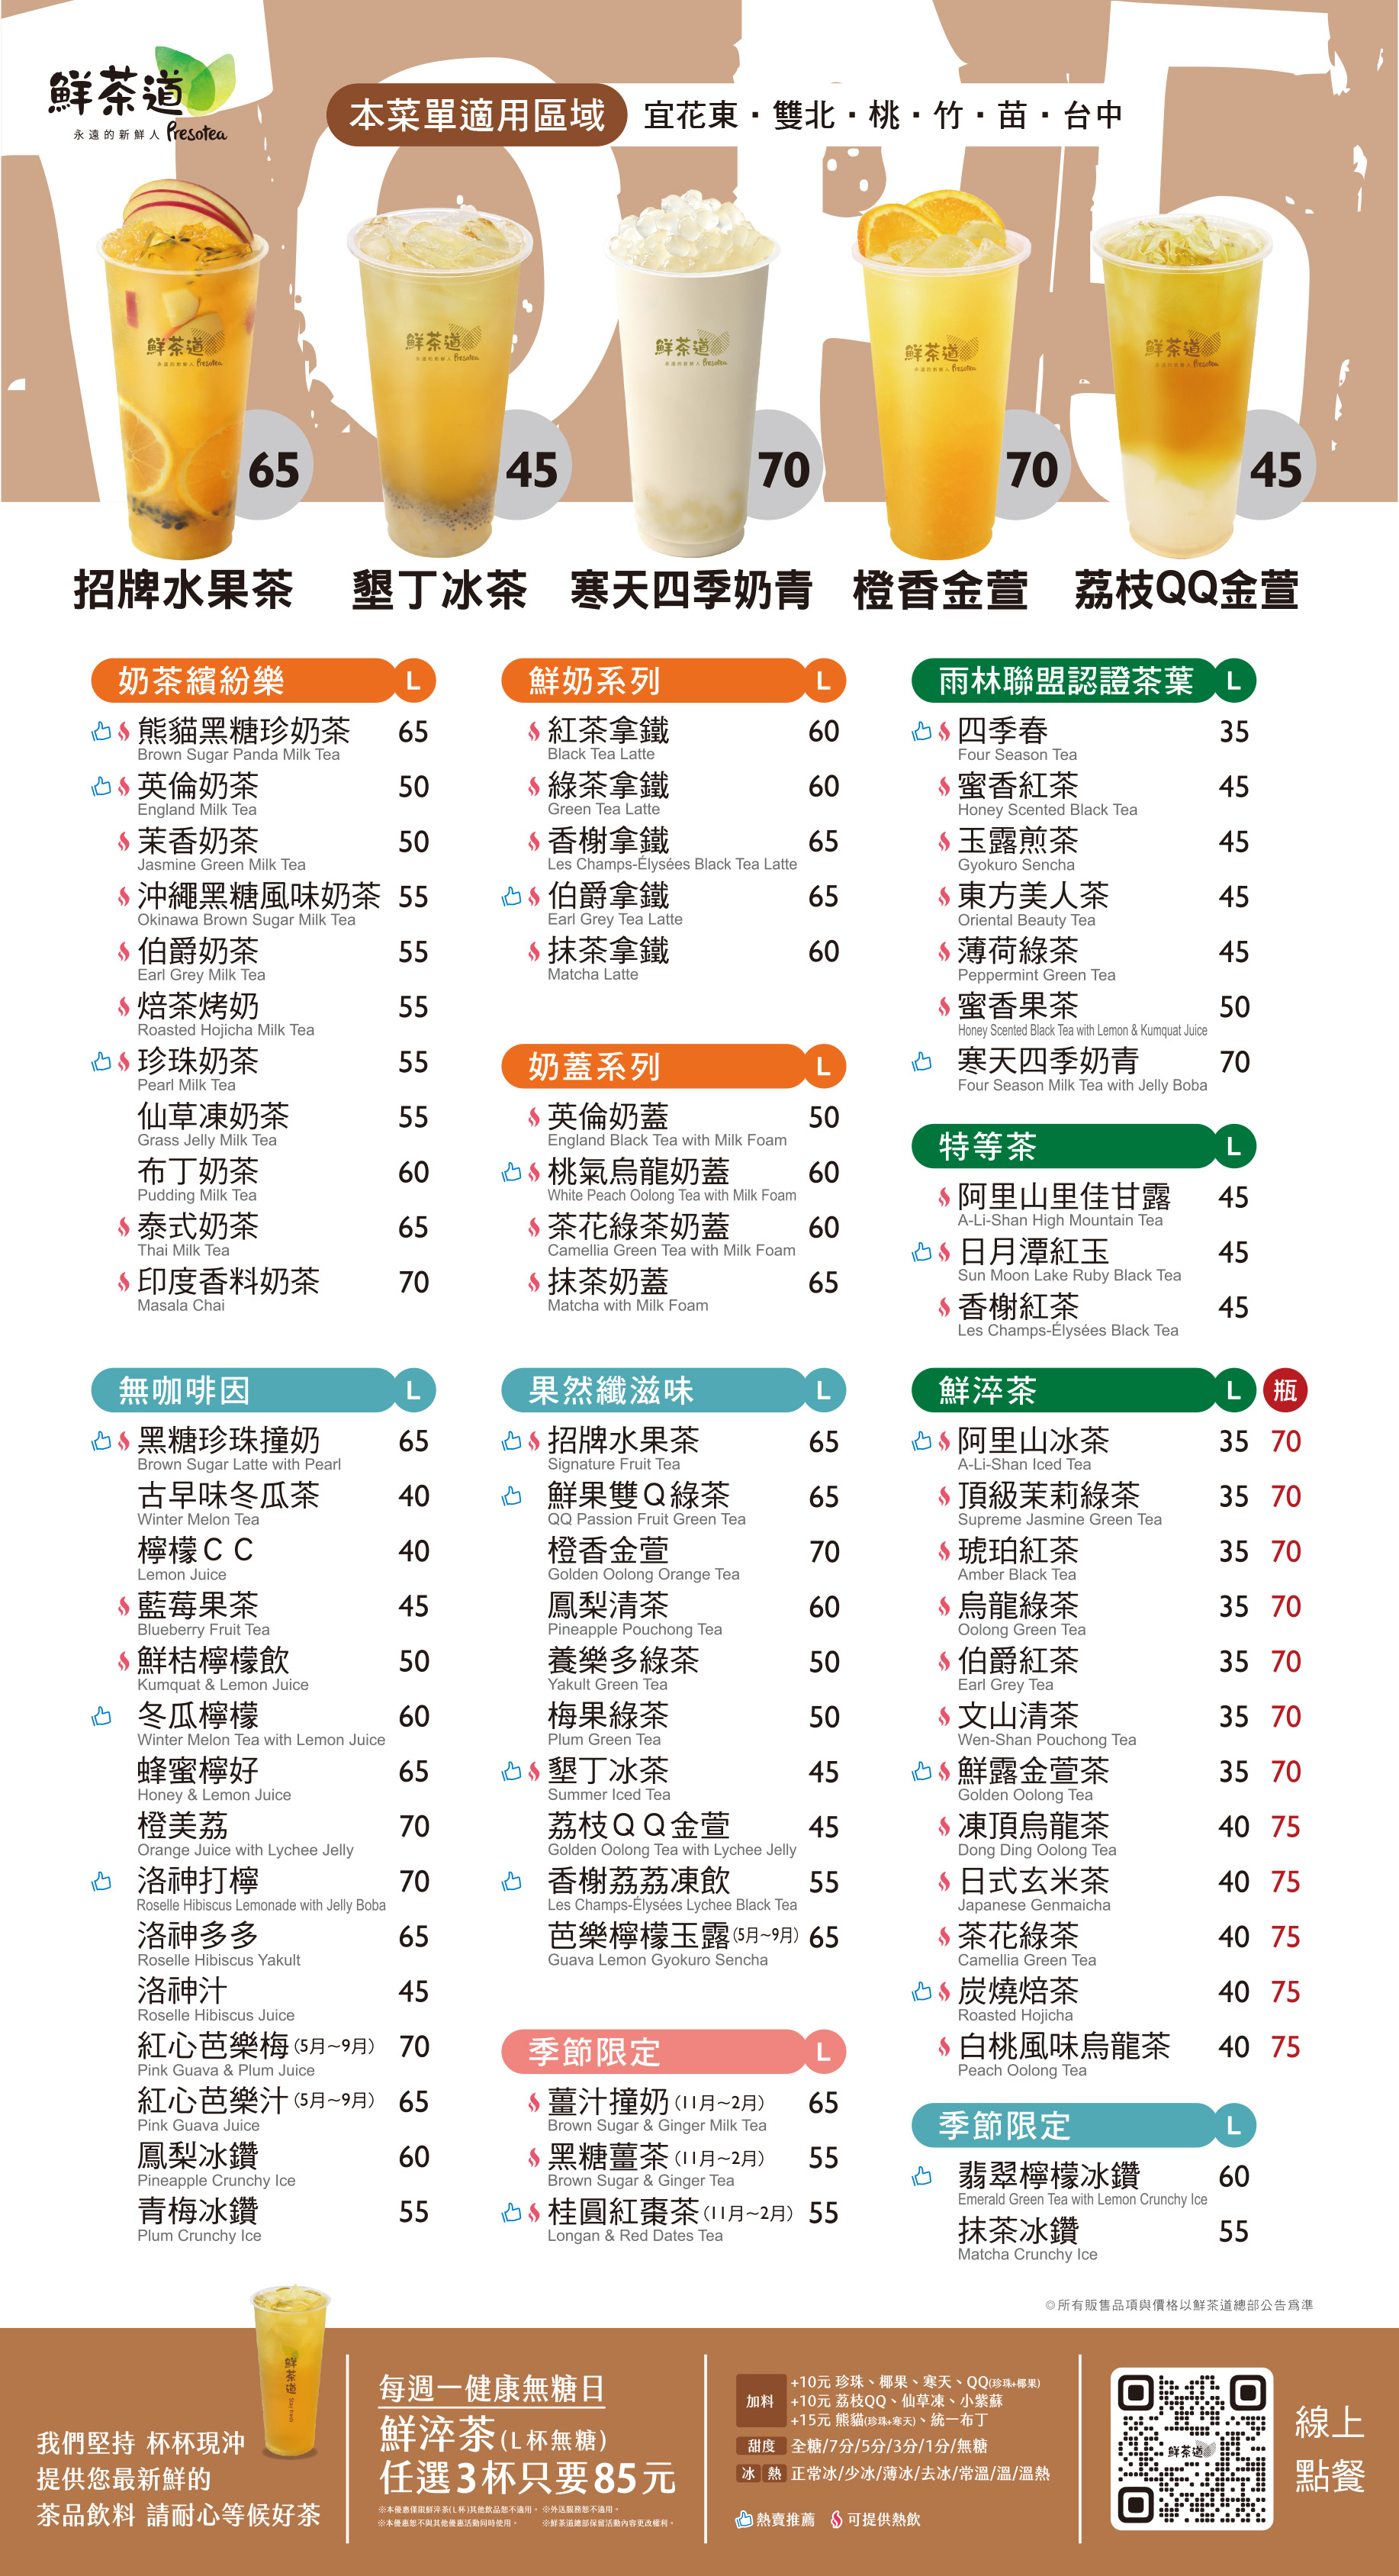 鮮茶道
永遠的新鮮人 Presotea
本菜單適用區域 宜花東・雙北・桃・竹・苗・台中
65
45
70
70
45
招牌水果茶
墾丁冰茶
寒天四季奶青
橙香金萱
荔枝QQ金萱
奶茶繽紛樂 L
熊貓黑糖珍奶茶 65
Brown Sugar Panda Milk Tea
英倫奶茶 50
England Milk Tea
茉香奶茶 50
Jasmine Green Milk Tea
沖繩黑糖風味奶茶 55
Okinawa Brown Sugar Milk Tea
伯爵奶茶 55
Earl Grey Milk Tea
焙茶烤奶 55
Roasted Hojicha Milk Tea
珍珠奶茶 55
Pearl Milk Tea
仙草凍奶茶 55
Grass Jelly Milk Tea
布丁奶茶 60
Pudding Milk Tea
泰式奶茶 65
Thai Milk Tea
印度香料奶茶 70
Masala Chai
鮮奶系列 L
紅茶拿鐵 60
Black Tea Latte
綠茶拿鐵 60
Green Tea Latte
香榭拿鐵 65
Les Champs-Élysées Black Tea Latte
伯爵拿鐵 65
Earl Grey Tea Latte
抹茶拿鐵 60
Matcha Latte
奶蓋系列 L
英倫奶蓋 50
England Black Tea with Milk Foam
桃氣烏龍奶蓋 60
White Peach Oolong Tea with Milk Foam
茶花綠茶奶蓋 60
Camellia Green Tea with Milk Foam
抹茶奶蓋 65
Matcha with Milk Foam
雨林聯盟認證茶葉 L
四季春 35
Four Season Tea
蜜香紅茶 45
Honey Scented Black Tea
玉露煎茶 45
Gyokuro Sencha
東方美人茶 45
Oriental Beauty Tea
薄荷綠茶 45
Peppermint Green Tea
蜜香果茶 50
Honey Scented Black Tea with Lemon & Kumquat Juice
寒天四季奶青 70
Four Season Milk Tea with Jelly Boba
特等茶 L
阿里山里佳甘露 45
A-Li-Shan High Mountain Tea
日月潭紅玉 45
Sun Moon Lake Ruby Black Tea
香榭紅茶 45
Les Champs-Élysées Black Tea
無咖啡因 L
黑糖珍珠撞奶 65
Brown Sugar Latte with Pearl
古早味冬瓜茶 40
Winter Melon Tea
檸檬ＣＣ 40
Lemon Juice
藍莓果茶 45
Blueberry Fruit Tea
鮮桔檸檬飲 50
Kumquat & Lemon Juice
冬瓜檸檬 60
Winter Melon Tea with Lemon Juice
蜂蜜檸好 65
Honey & Lemon Juice
橙美荔 70
Orange Juice with Lychee Jelly
洛神打檸 70
Roselle Hibiscus Lemonade with Jelly Boba
洛神多多 65
Roselle Hibiscus Yakult
洛神汁 45
Roselle Hibiscus Juice
紅心芭樂梅(5月~9月) 70
Pink Guava & Plum Juice
紅心芭樂汁(5月~9月) 65
Pink Guava Juice
鳳梨冰鑽 60
Pineapple Crunchy Ice
青梅冰鑽 55
Plum Crunchy Ice
果然纖滋味 L
招牌水果茶 65
Signature Fruit Tea
鮮果雙Ｑ綠茶 65
QQ Passion Fruit Green Tea
橙香金萱 70
Golden Oolong Orange Tea
鳳梨清茶 60
Pineapple Pouchong Tea
養樂多綠茶 50
Yakult Green Tea
梅果綠茶 50
Plum Green Tea
墾丁冰茶 45
Summer Iced Tea
荔枝ＱＱ金萱 45
Golden Oolong Tea with Lychee Jelly
香榭荔荔凍飲 55
Les Champs-Élysées Lychee Black Tea
芭樂檸檬玉露(5月~9月) 65
Guava Lemon Gyokuro Sencha
季節限定 L
薑汁撞奶(11月~2月) 65
Brown Sugar & Ginger Milk Tea
黑糖薑茶(11月~2月) 55
Brown Sugar & Ginger Tea
桂圓紅棗茶(11月~2月) 55
Longan & Red Dates Tea
鮮淬茶 L 瓶
阿里山冰茶 35 70
A-Li-Shan Iced Tea
頂級茉莉綠茶 35 70
Supreme Jasmine Green Tea
琥珀紅茶 35 70
Amber Black Tea
烏龍綠茶 35 70
Oolong Green Tea
伯爵紅茶 35 70
Earl Grey Tea
文山清茶 35 70
Wen-Shan Pouchong Tea
鮮露金萱茶 35 70
Golden Oolong Tea
凍頂烏龍茶 40 75
Dong Ding Oolong Tea
日式玄米茶 40 75
Japanese Genmaicha
茶花綠茶 40 75
Camellia Green Tea
炭燒焙茶 40 75
Roasted Hojicha
白桃風味烏龍茶 40 75
Peach Oolong Tea
季節限定 L
翡翠檸檬冰鑽 60
Emerald Green Tea with Lemon Crunchy Ice
抹茶冰鑽 55
Matcha Crunchy Ice
◎所有販售品項與價格以鮮茶道總部公告為準
我們堅持 杯杯現沖
提供您最新鮮的
茶品飲料 請耐心等候好茶
鮮茶道 Stay Fresh
每週一健康無糖日
鮮淬茶(L杯無糖)
任選3杯只要85元
※本優惠僅限鮮淬茶(L杯)其他飲品恕不適用。 ※外送服務恕不適用。
※本優惠恕不與其他優惠活動同時使用。 ※鮮茶道總部保留活動內容更改權利。
加料 +10元 珍珠、椰果、寒天、QQ(珍珠+椰果)
+10元 荔枝QQ、仙草凍、小紫蘇
+15元 熊貓(珍珠+寒天)、統一布丁
甜度 全糖/7分/5分/3分/1分/無糖
冰 熱 正常冰/少冰/薄冰/去冰/常溫/溫/溫熱
熱賣推薦 可提供熱飲
鮮茶道
線上
點餐